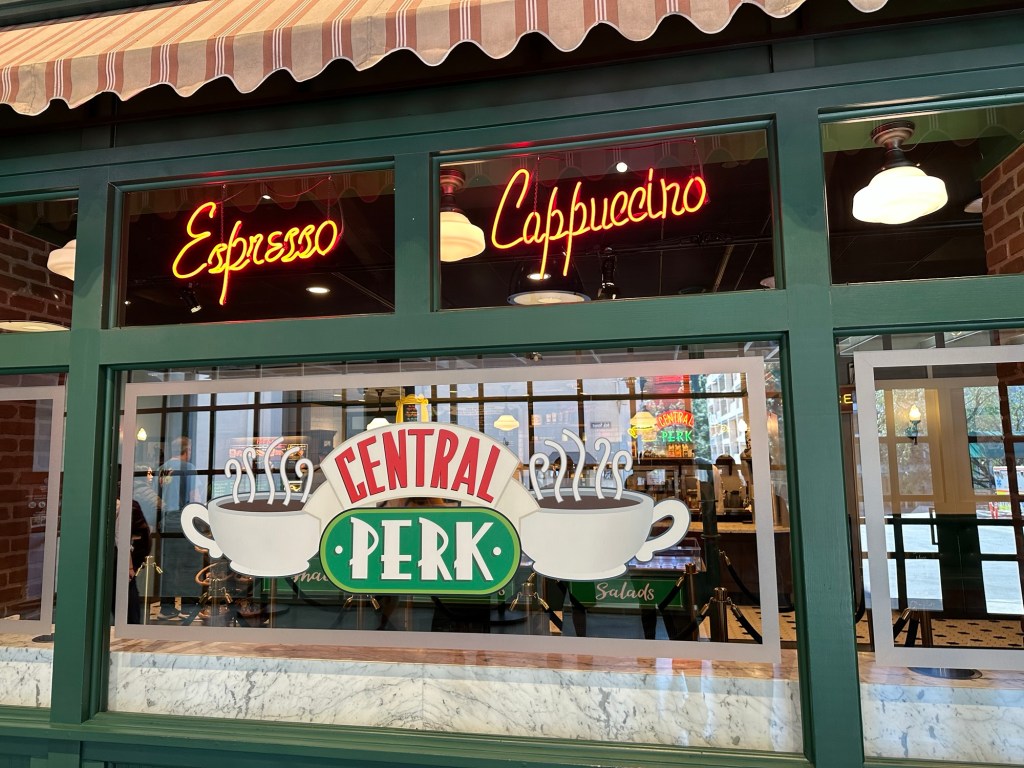 Espresso
Cappuccino
CENTRAL
PERK
CENTRAL
PERK
Salads